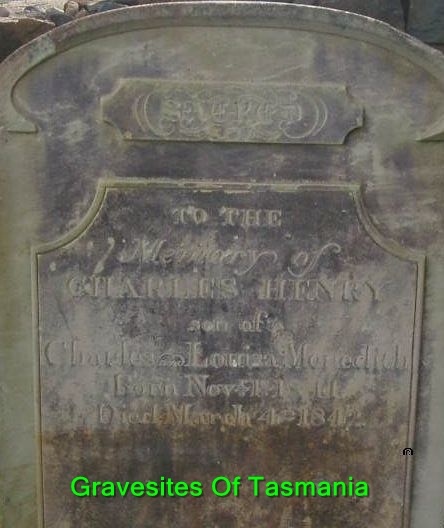 SACRED
TO THE
Memory of
CHARLES HENRY
son of
Charles & Louisa Meredith
Born Nov
Died March 4th 184
Gravesites Of Tasmania